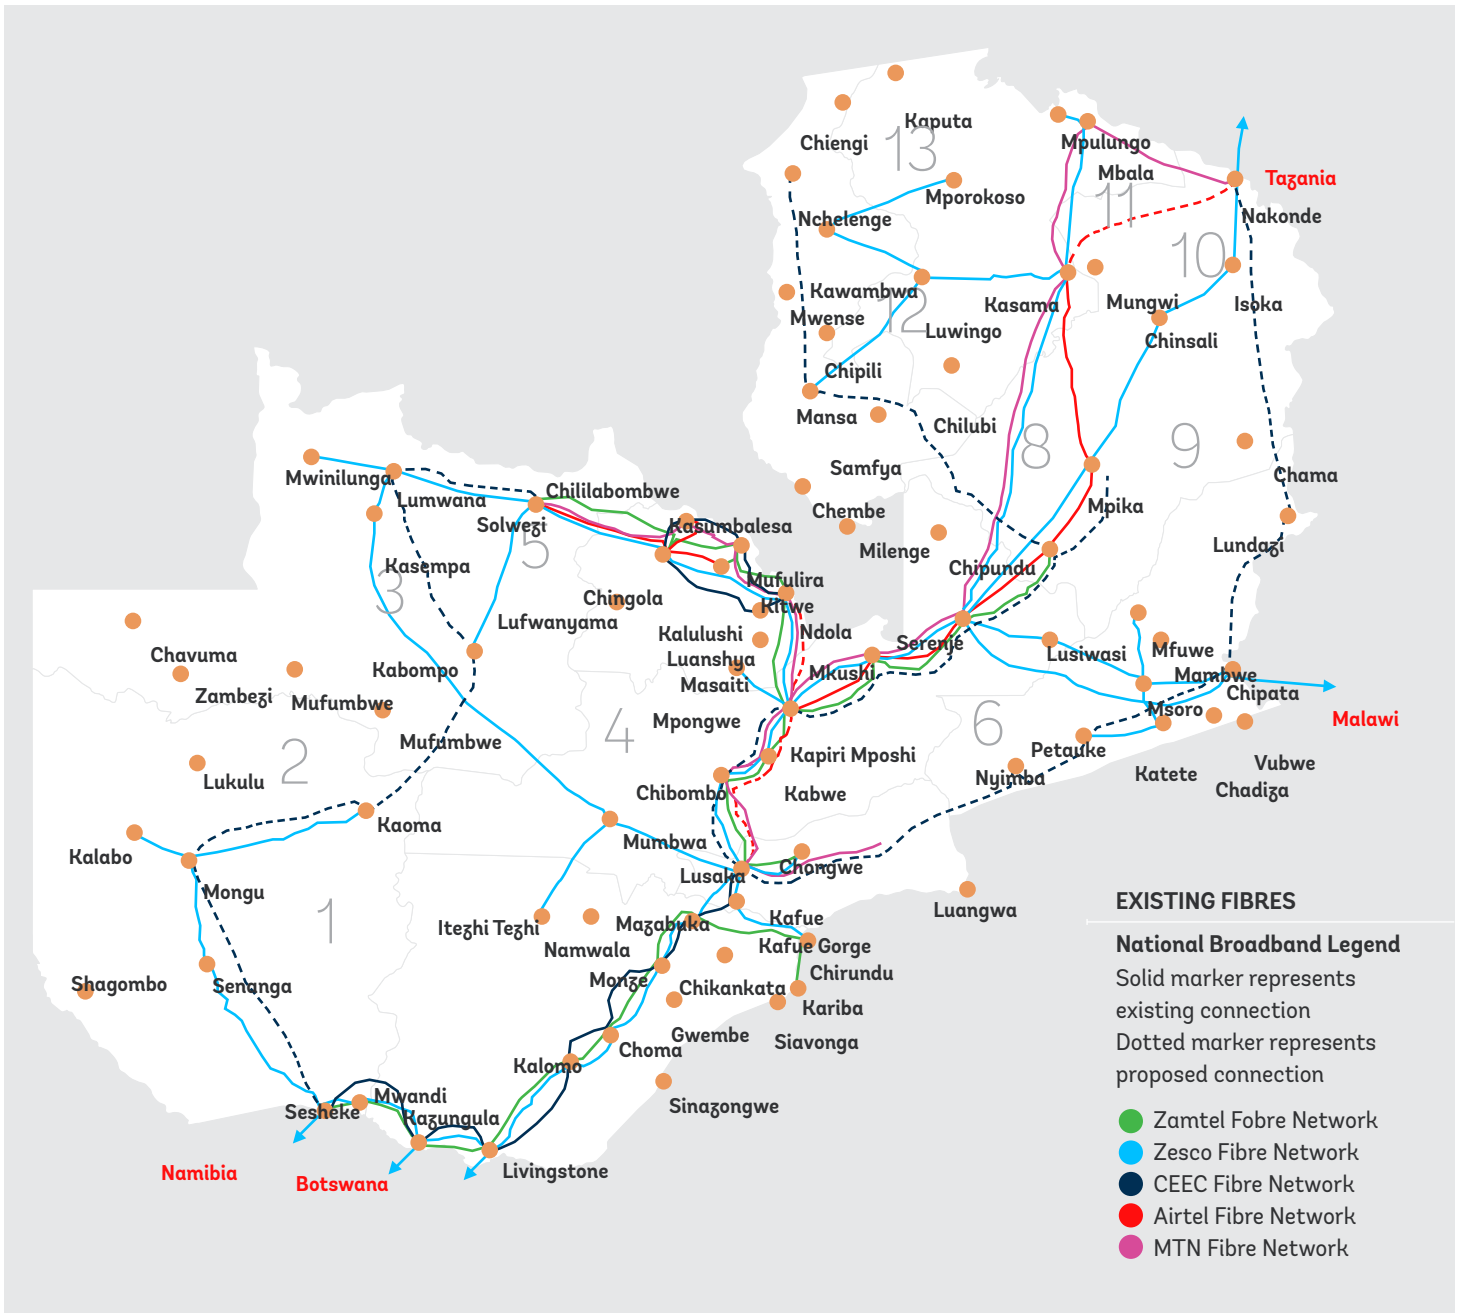 Kaputa
Chiengi
13
Mpulungo
Mbala
Tazania
11
Mporokoso
Nchelenge
Nakonde
10
Kawambwa
Mwense
12
Luwingo
Kasama
Mungwi
Isoka
Chinsali
Chipili
Mansa
Chilubi
8
9
Samfya
Chama
Chembe
Milenge
Mpika
Lundazi
Chipundu
Mwinilunga
Lumwana
Chililabombwe
Solwezi
Kasumbalesa
5
3
Kasempa
Mufulira
Chingola
Kitwe
Lufwanyama
Kalulushi
Ndola
Luanshya
Masaiti
Mkushi
Serenje
Lusiwasi
Mfuwe
Mambwe
Chipata
Malawi
Chavuma
Zambezi
Kabompo
Mufumbwe
Mufumbwe
Mpongwe
4
6
Msoro
Petauke
Nyimba
Katete
Vubwe
Chadiza
2
Lukulu
Kapiri Mposhi
Chibombo
Kabwe
Kaoma
Kalabo
Mumbwa
Mongu
Lusaka
Chongwe
1
Luangwa
Itezhi Tezhi
Mazabuka
Kafue
Namwala
Kafue Gorge
Shagombo
Senanga
Monze
Chirundu
Chikankata
Kariba
Gwembe
Siavonga
Choma
Kalomo
Sinazongwe
Sesheke
Mwandi
Kazungula
Livingstone
Namibia
Botswana
EXISTING FIBRES
National Broadband Legend
Solid marker represents
existing connection
Dotted marker represents
proposed connection
Zamtel Fobre Network
Zesco Fibre Network
CEEC Fibre Network
Airtel Fibre Network
MTN Fibre Network